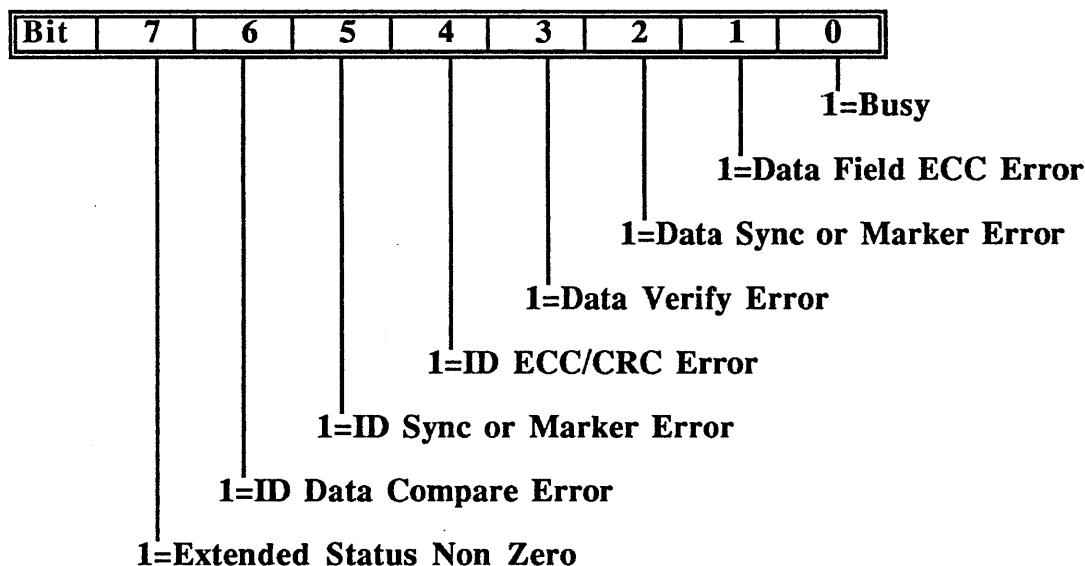 Bit 7 6 5 4 3 2 1 0
1=Busy
1=Data Field ECC Error
1=Data Sync or Marker Error
1=Data Verify Error
1=ID ECC/CRC Error
1=ID Sync or Marker Error
1=ID Data Compare Error
1=Extended Status Non Zero